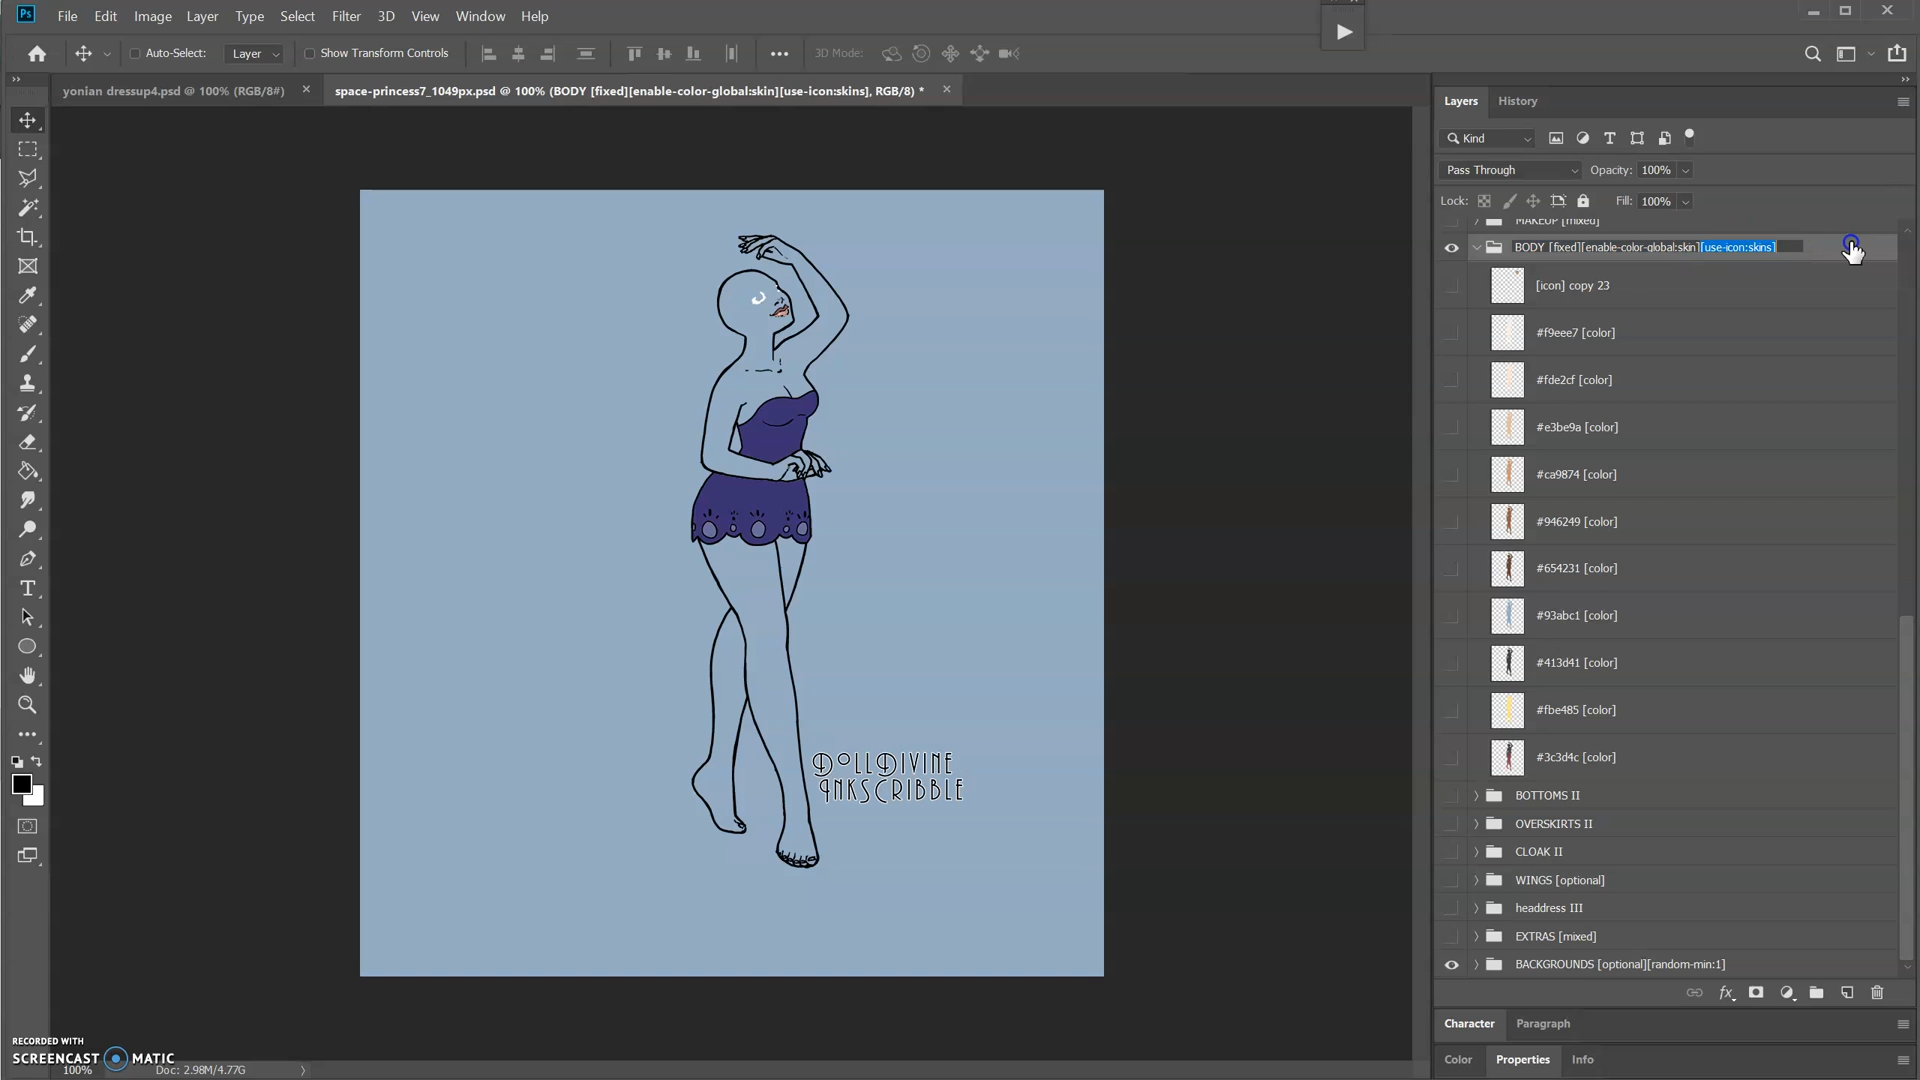 Ps File Edit Image Layer Type Select Filter 3D View Window Help
Auto-Select: Layer Show Transform Controls 3D Mode:
yonian dressup4.psd @ 100% (RGB/8#) space-princess7_1049px.psd @ 100% (BODY [fixed][enable-color-global:skin][use-icon:skins], RGB/8) *
Layers History
Kind
Pass Through Opacity: 100%
Lock: Fill: 100%
MAKEUP [mixed]
BODY [fixed][enable-color-global:skin][use-icon:skins]
[icon] copy 23
#f9eee7 [color]
#fde2cf [color]
#e3be9a [color]
#ca9874 [color]
#946249 [color]
#654231 [color]
#93abc1 [color]
#413d41 [color]
#fbe485 [color]
#3c3d4c [color]
BOTTOMS II
OVERSKIRTS II
CLOAK II
WINGS [optional]
headdress III
EXTRAS [mixed]
BACKGROUNDS [optional][random-min:1]
fx
Character Paragraph
Color Properties Info
DollDivine
InkScribble
RECORDED WITH
SCREENCAST MATIC
100% Doc: 2.98M/4.77G